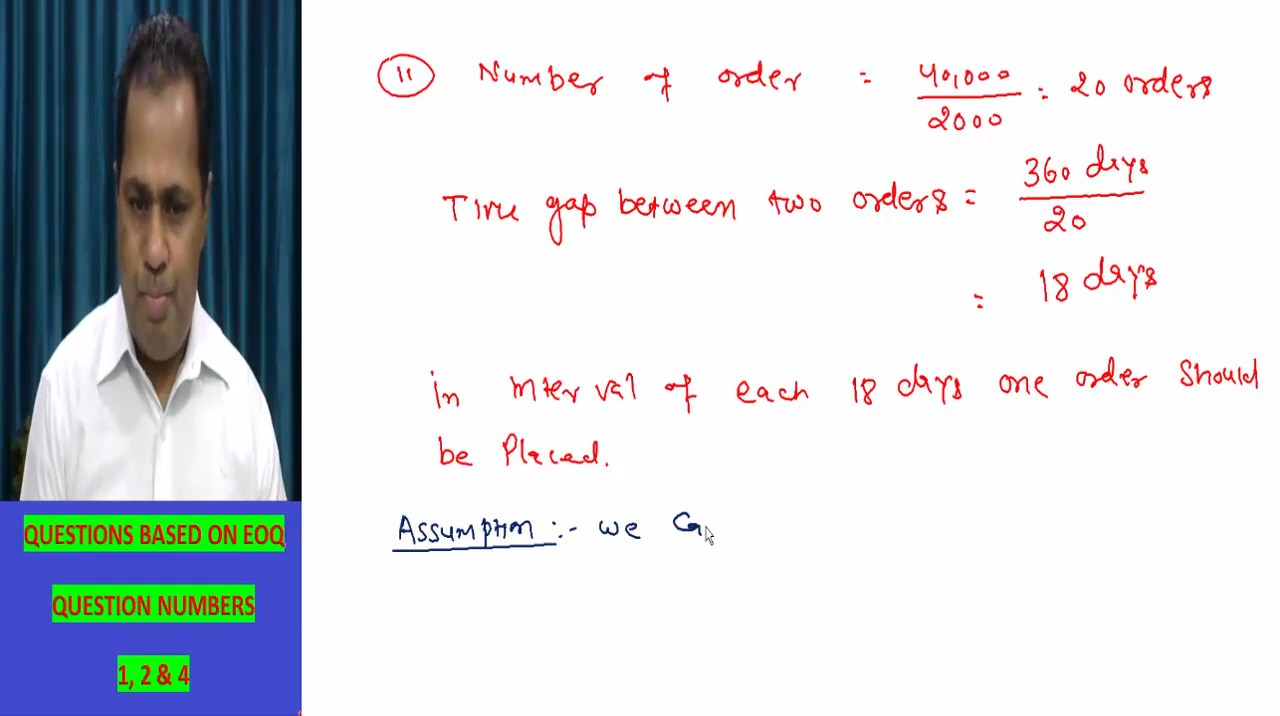 11 Number of order = 40,000 / 2000 = 20 orders
Time gap between two orders = 360 days / 20
= 18 days
in interval of each 18 days one order should
be placed.
Assumption :- we Ca
QUESTIONS BASED ON EOQ
QUESTION NUMBERS
1, 2 & 4